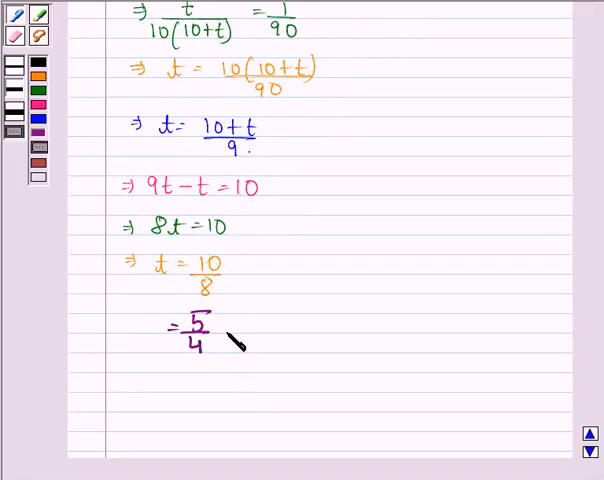 ⇒ t/10(10+t) = 1/90
⇒ t = 10(10+t)/90
⇒ t = 10+t/9.
⇒ 9t-t=10
⇒ 8t=10
⇒ t = 10/8
= 5/4